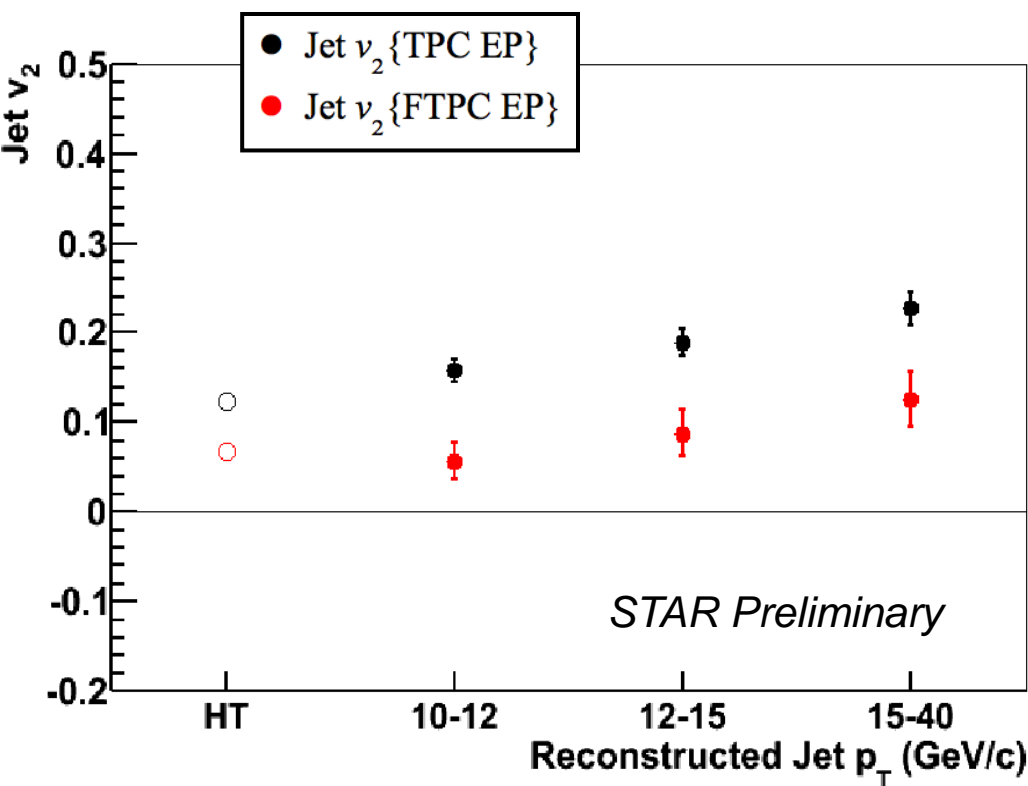 Jet v₂{TPC EP}
Jet v₂{FTPC EP}
Jet v₂
0.5
0.4
0.3
0.2
0.1
0
-0.1
-0.2
STAR Preliminary
HT 10-12 12-15 15-40
Reconstructed Jet p_T (GeV/c)